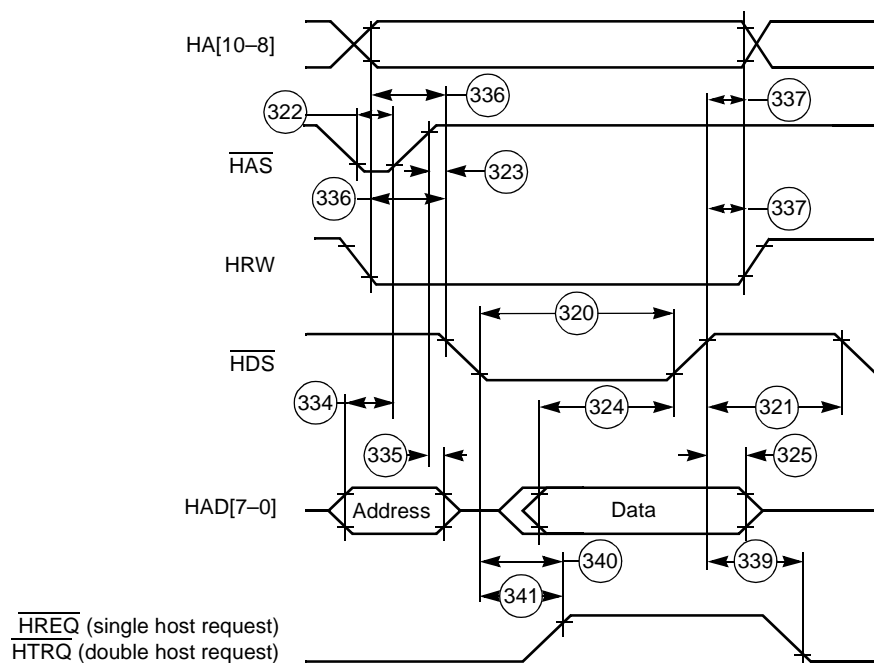 HA[10–8]
336
337
322
HAS
323
336
337
HRW
320
HDS
334
324
321
335
325
HAD[7–0]
Address
Data
340
339
341
HREQ (single host request)
HTRQ (double host request)